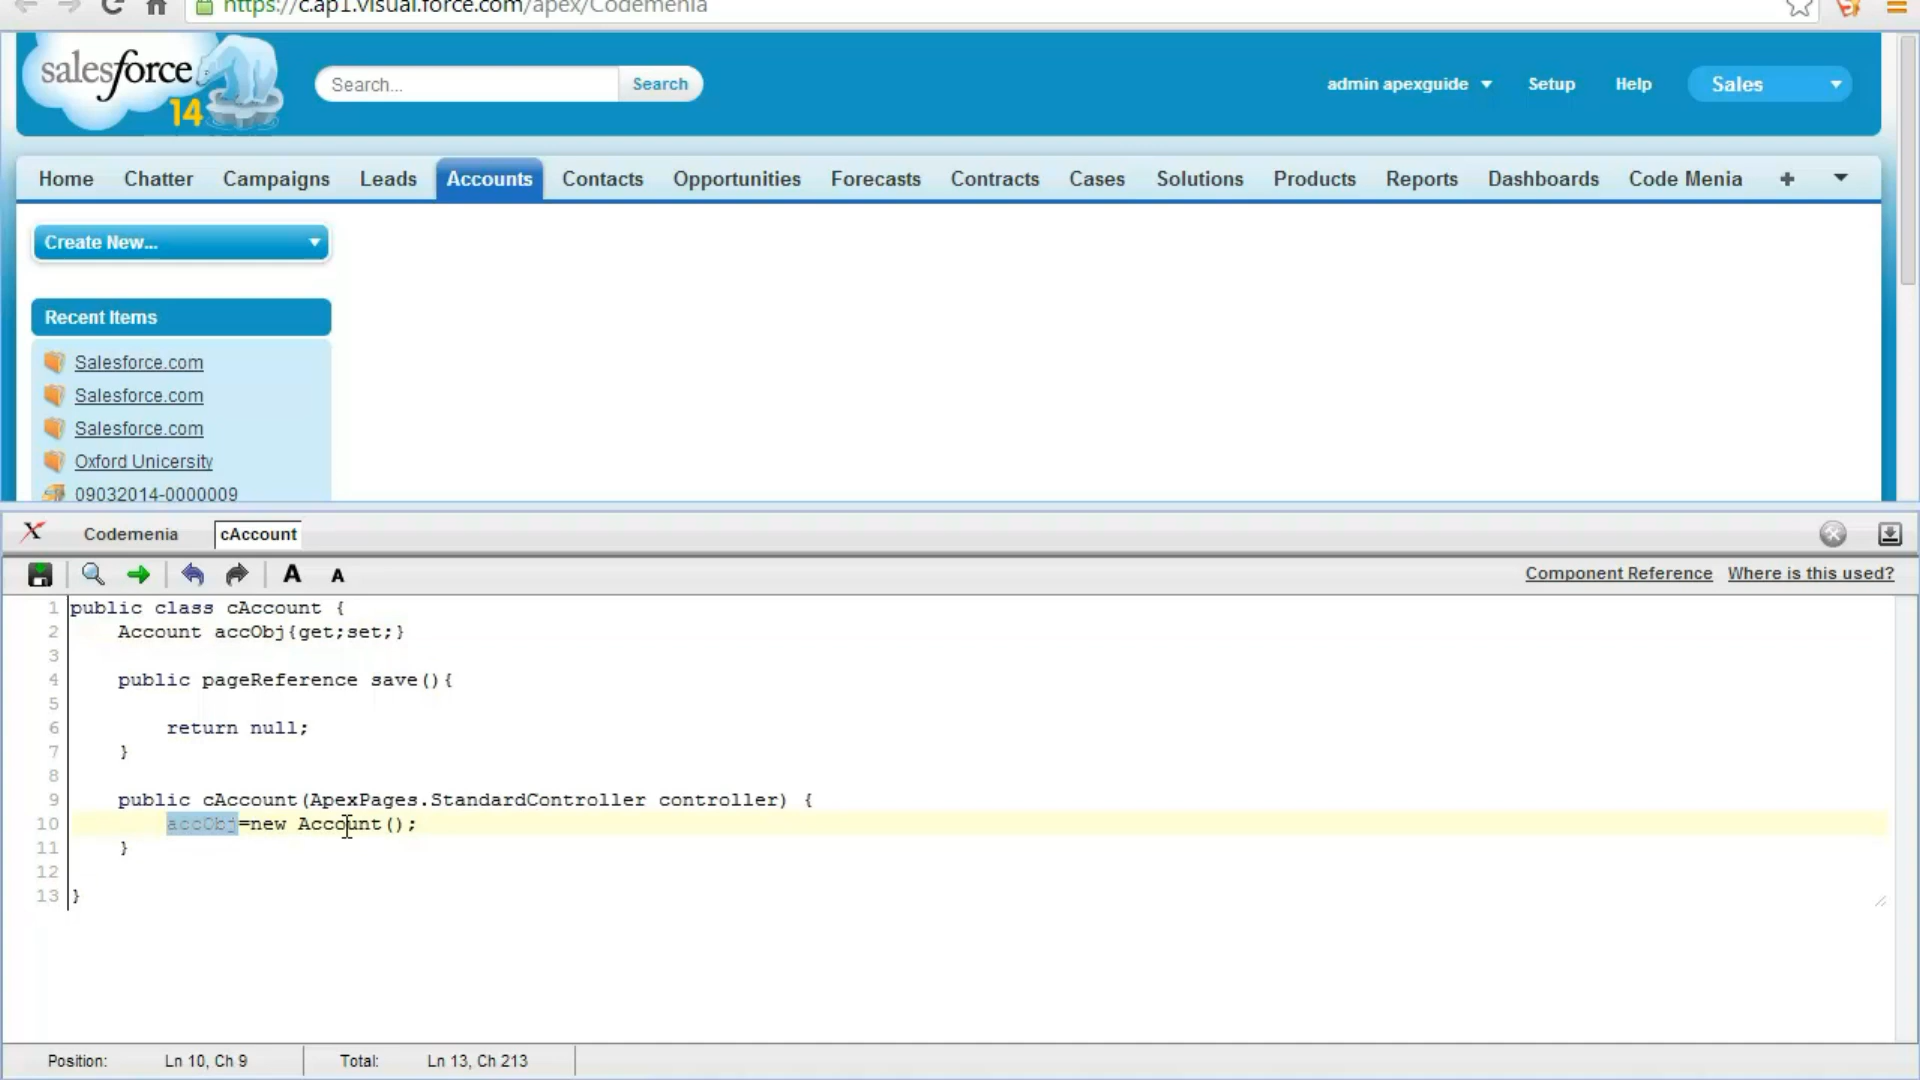 https://c.ap1.visual.force.com/apex/Codemenia
salesforce
14
Search...
Search
admin apexguide
Setup
Help
Sales
Home
Chatter
Campaigns
Leads
Accounts
Contacts
Opportunities
Forecasts
Contracts
Cases
Solutions
Products
Reports
Dashboards
Code Menia
+
Create New...
Recent Items
Salesforce.com
Salesforce.com
Salesforce.com
Oxford Unicersity
09032014-0000009
Codemenia
cAccount
A
A
Component Reference
Where is this used?
1 public class cAccount {
2 Account accObj{get;set;}
3
4 public pageReference save(){
5
6 return null;
7 }
8
9 public cAccount(ApexPages.StandardController controller) {
10 accObj=new Account();
11 }
12
13 }
Position: Ln 10, Ch 9 Total: Ln 13, Ch 213